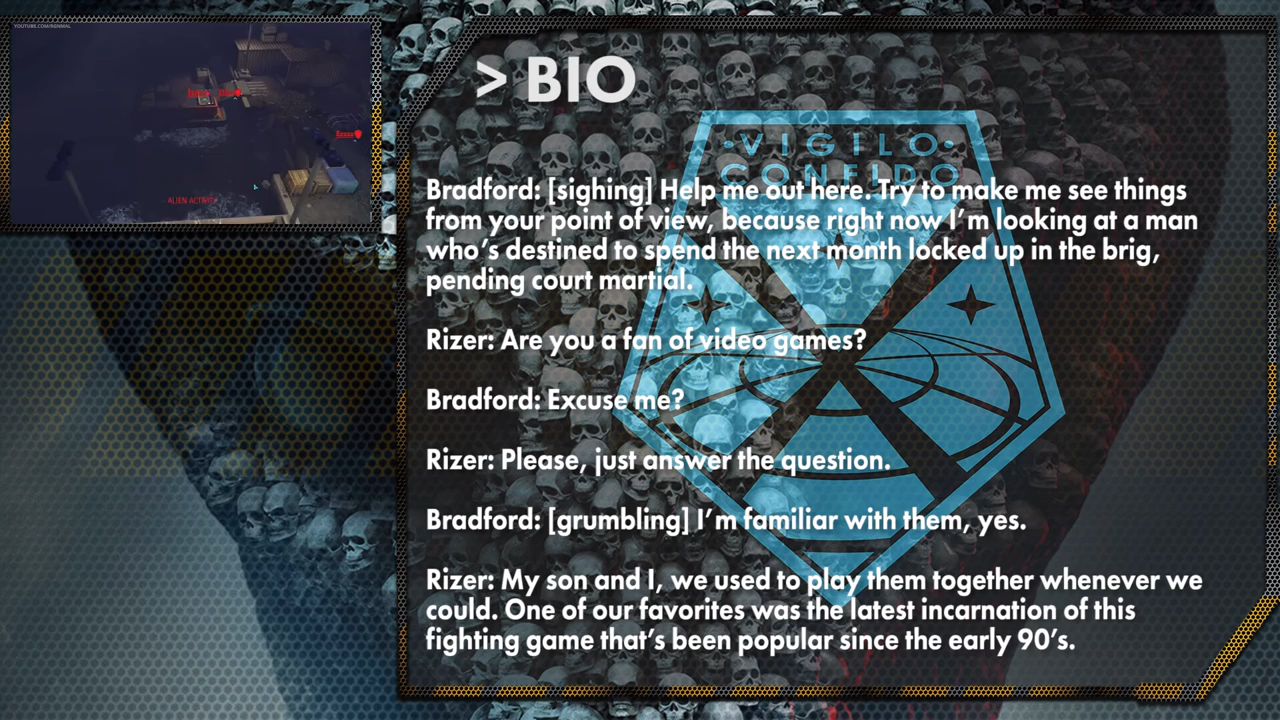 YOUTUBE.COM/XGNMAL
ALIEN ACTIVITY
> BIO
·VIGILO·
CONFIDO
Bradford: [sighing] Help me out here. Try to make me see things
from your point of view, because right now I'm looking at a man
who's destined to spend the next month locked up in the brig,
pending court martial.
Rizer: Are you a fan of video games?
Bradford: Excuse me?
Rizer: Please, just answer the question.
Bradford: [grumbling] I'm familiar with them, yes.
Rizer: My son and I, we used to play them together whenever we
could. One of our favorites was the latest incarnation of this
fighting game that's been popular since the early 90's.